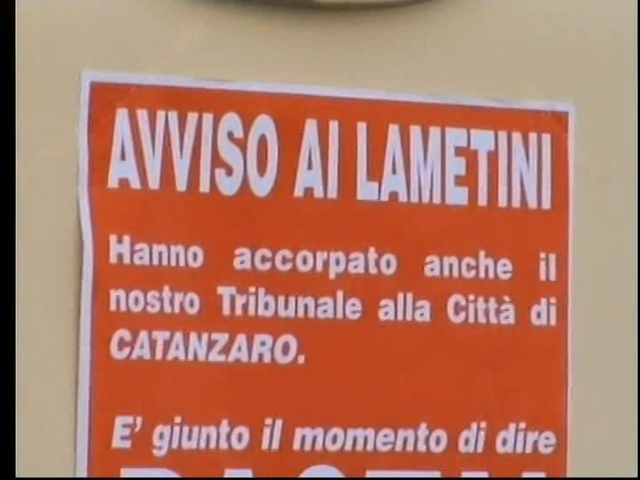 AVVISO AI LAMETINI
Hanno accorpato anche il
nostro Tribunale alla Città di
CATANZARO.
E' giunto il momento di dire